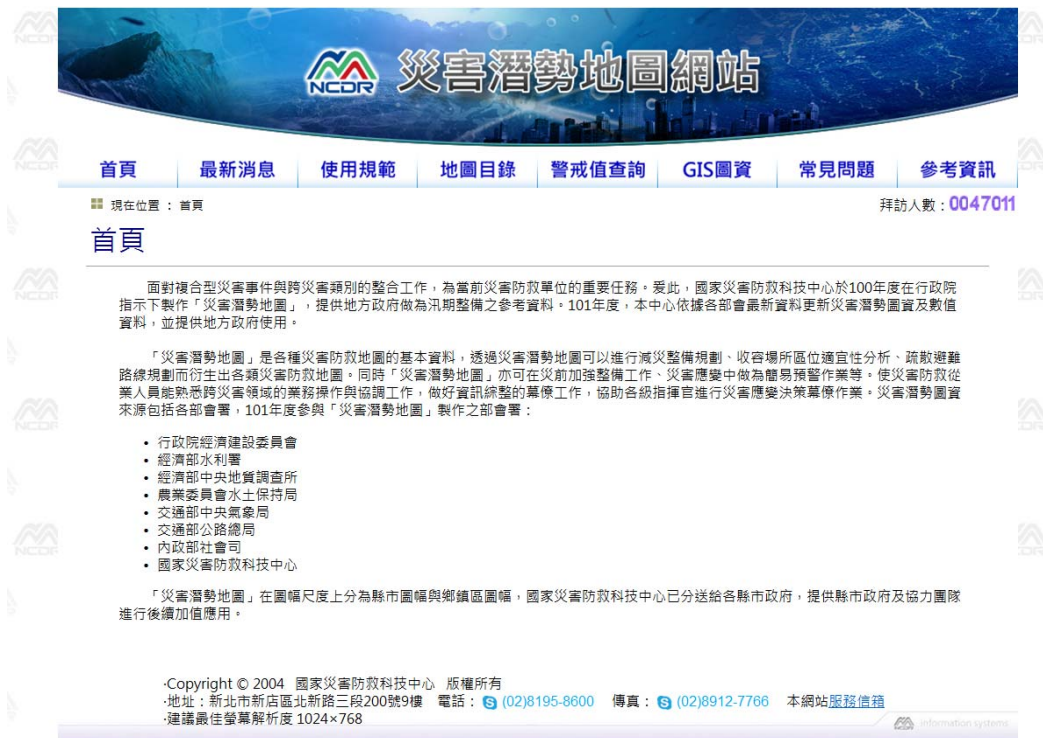 NCDR 災害潛勢地圖網站
首頁 最新消息 使用規範 地圖目錄 警戒值查詢 GIS圖資 常見問題 參考資訊
現在位置 : 首頁 拜訪人數 : 0047011
首頁
面對複合型災害事件與跨災害類別的整合工作，為當前災害防救單位的重要任務。爰此，國家災害防救科技中心於100年度在行政院
指示下製作「災害潛勢地圖」，提供地方政府做為汛期整備之參考資料。101年度，本中心依據各部會最新資料更新災害潛勢圖資及數值
資料，並提供地方政府使用。
「災害潛勢地圖」是各種災害防救地圖的基本資料，透過災害潛勢地圖可以進行減災整備規劃、收容場所區位適宜性分析、疏散避難
路線規劃而衍生出各類災害防救地圖。同時「災害潛勢地圖」亦可在災前加強整備工作、災害應變中做為簡易預警作業等。使災害防救從
業人員能熟悉跨災害領域的業務操作與協調工作，做好資訊綜整的幕僚工作，協助各級指揮官進行災害應變決策幕僚作業。災害潛勢圖資
來源包括各部會署，101年度參與「災害潛勢地圖」製作之部會署：
• 行政院經濟建設委員會
• 經濟部水利署
• 經濟部中央地質調查所
• 農業委員會水土保持局
• 交通部中央氣象局
• 交通部公路總局
• 內政部社會司
• 國家災害防救科技中心
「災害潛勢地圖」在圖幅尺度上分為縣市圖幅與鄉鎮區圖幅，國家災害防救科技中心已分送給各縣市政府，提供縣市政府及協力團隊
進行後續加值應用。
·Copyright © 2004 國家災害防救科技中心 版權所有
·地址：新北市新店區北新路三段200號9樓 電話： (02)8195-8600 傳真： (02)8912-7766 本網站服務信箱
·建議最佳螢幕解析度 1024×768
information systems